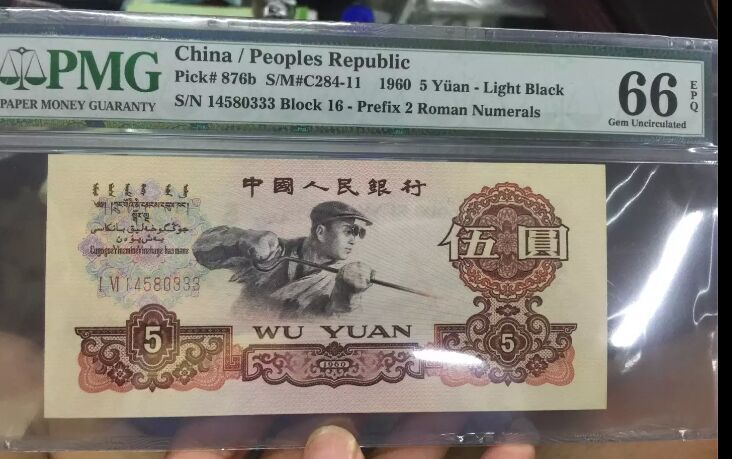 PMG
PAPER MONEY GUARANTY
China / Peoples Republic
Pick# 876b S/M#C284-11 1960 5 Yüan - Light Black
S/N 14580333 Block 16 - Prefix 2 Roman Numerals
66
EPQ
Gem Uncirculated
中國人民銀行
伍圓
I VI 14580333
WU YUAN
5
1960
5